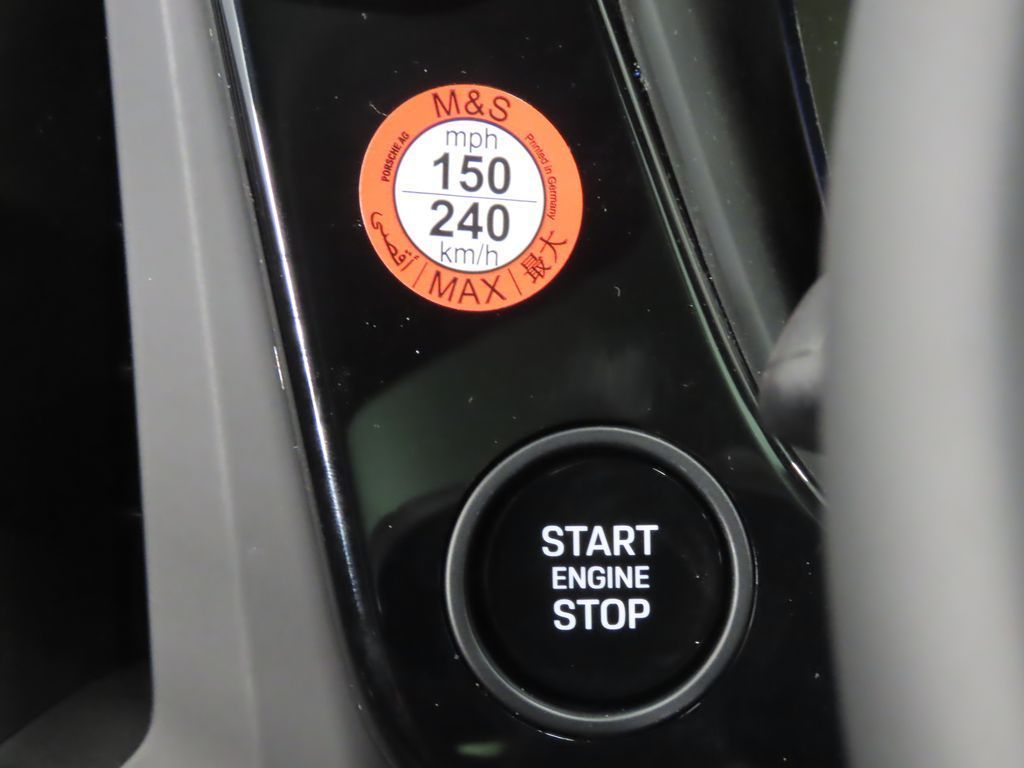 M&S
PORSCHE AG
Printed in Germany
mph
150
240
km/h
أقصى | MAX | 最大
START
ENGINE
STOP